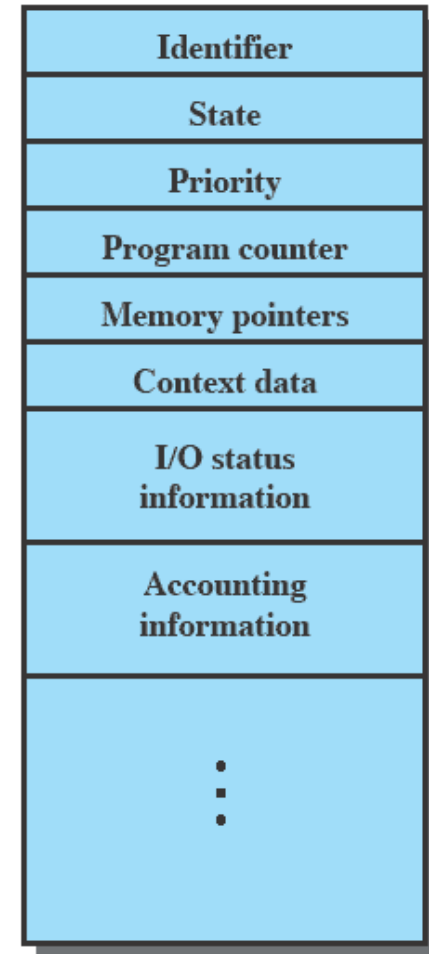 Identifier
State
Priority
Program counter
Memory pointers
Context data
I/O status
information
Accounting
information